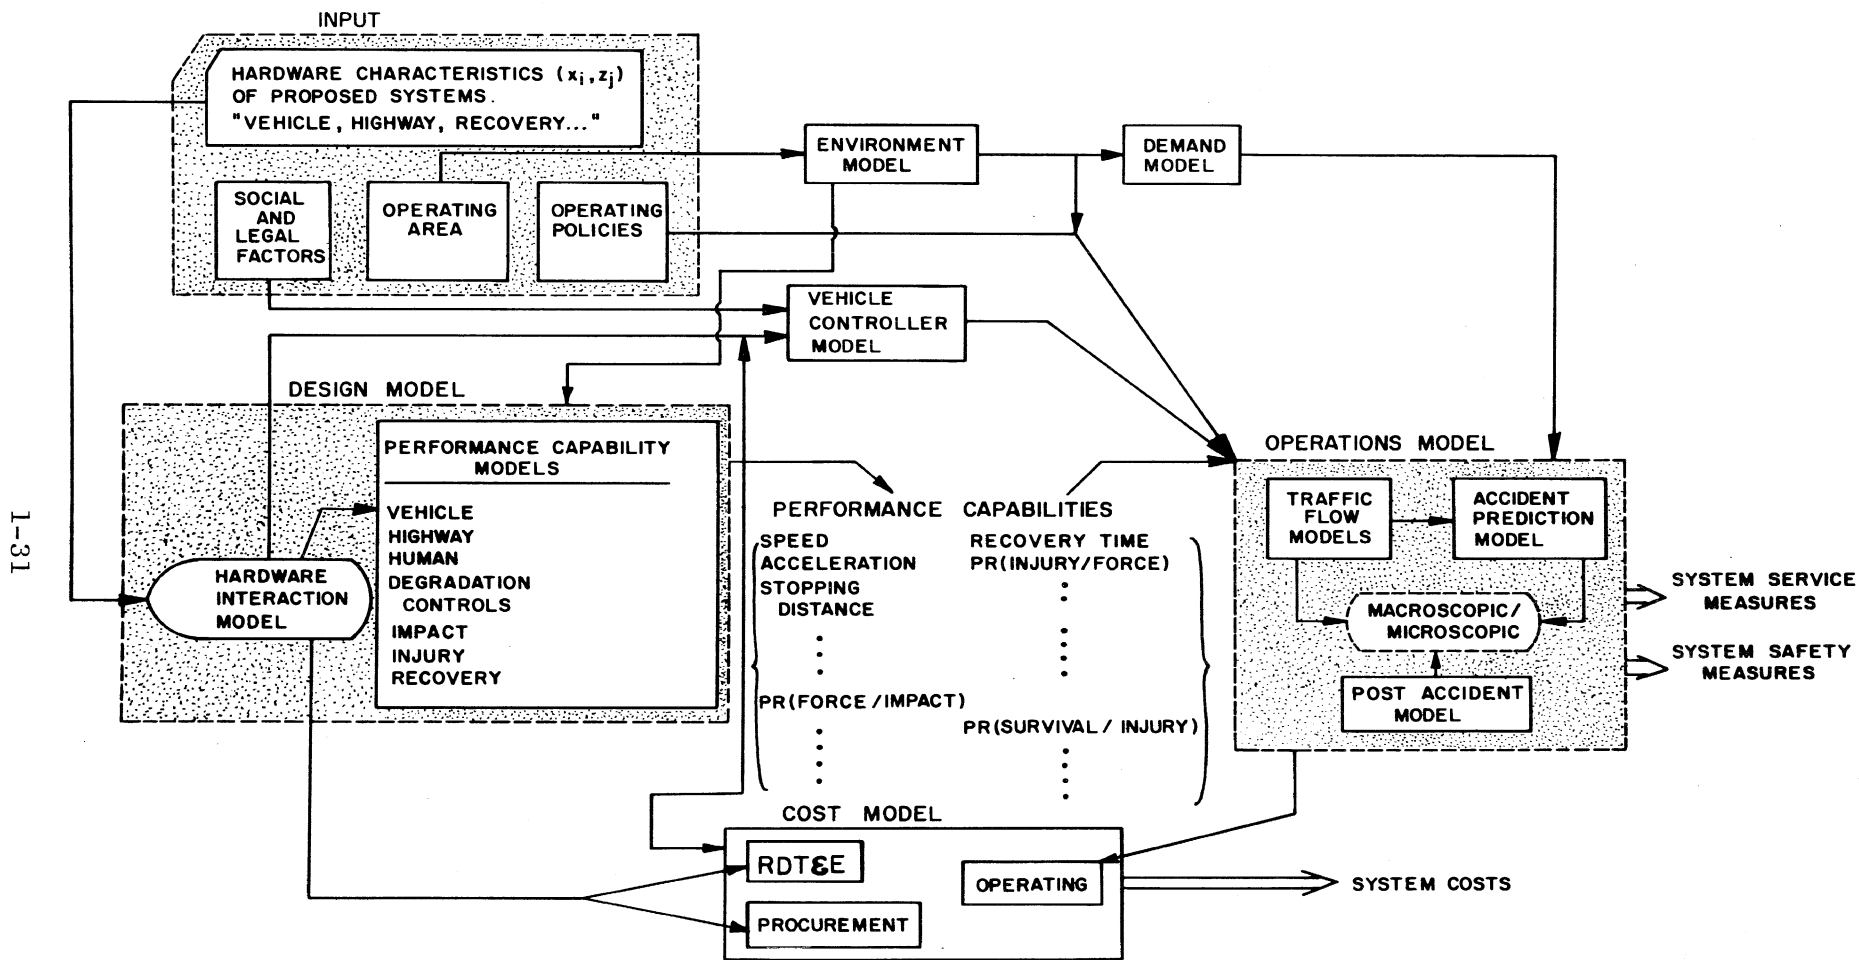 INPUT
HARDWARE CHARACTERISTICS (xi, zj)
OF PROPOSED SYSTEMS.
"VEHICLE, HIGHWAY, RECOVERY..."
SOCIAL
AND
LEGAL
FACTORS
OPERATING
AREA
OPERATING
POLICIES
ENVIRONMENT
MODEL
DEMAND
MODEL
VEHICLE
CONTROLLER
MODEL
DESIGN MODEL
PERFORMANCE CAPABILITY
MODELS
VEHICLE
HIGHWAY
HUMAN
DEGRADATION
CONTROLS
IMPACT
INJURY
RECOVERY
HARDWARE
INTERACTION
MODEL
PERFORMANCE CAPABILITIES
SPEED
ACCELERATION
STOPPING
DISTANCE
PR(FORCE/IMPACT)
RECOVERY TIME
PR(INJURY/FORCE)
PR(SURVIVAL/INJURY)
OPERATIONS MODEL
TRAFFIC
FLOW
MODELS
ACCIDENT
PREDICTION
MODEL
MACROSCOPIC/
MICROSCOPIC
POST ACCIDENT
MODEL
SYSTEM SERVICE
MEASURES
SYSTEM SAFETY
MEASURES
COST MODEL
RDT&E
PROCUREMENT
OPERATING
SYSTEM COSTS
1-31